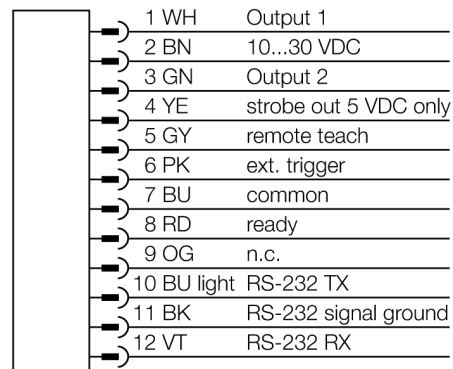 1 WH Output 1
2 BN 10...30 VDC
3 GN Output 2
4 YE strobe out 5 VDC only
5 GY remote teach
6 PK ext. trigger
7 BU common
8 RD ready
9 OG n.c.
10 BU light RS-232 TX
11 BK RS-232 signal ground
12 VT RS-232 RX